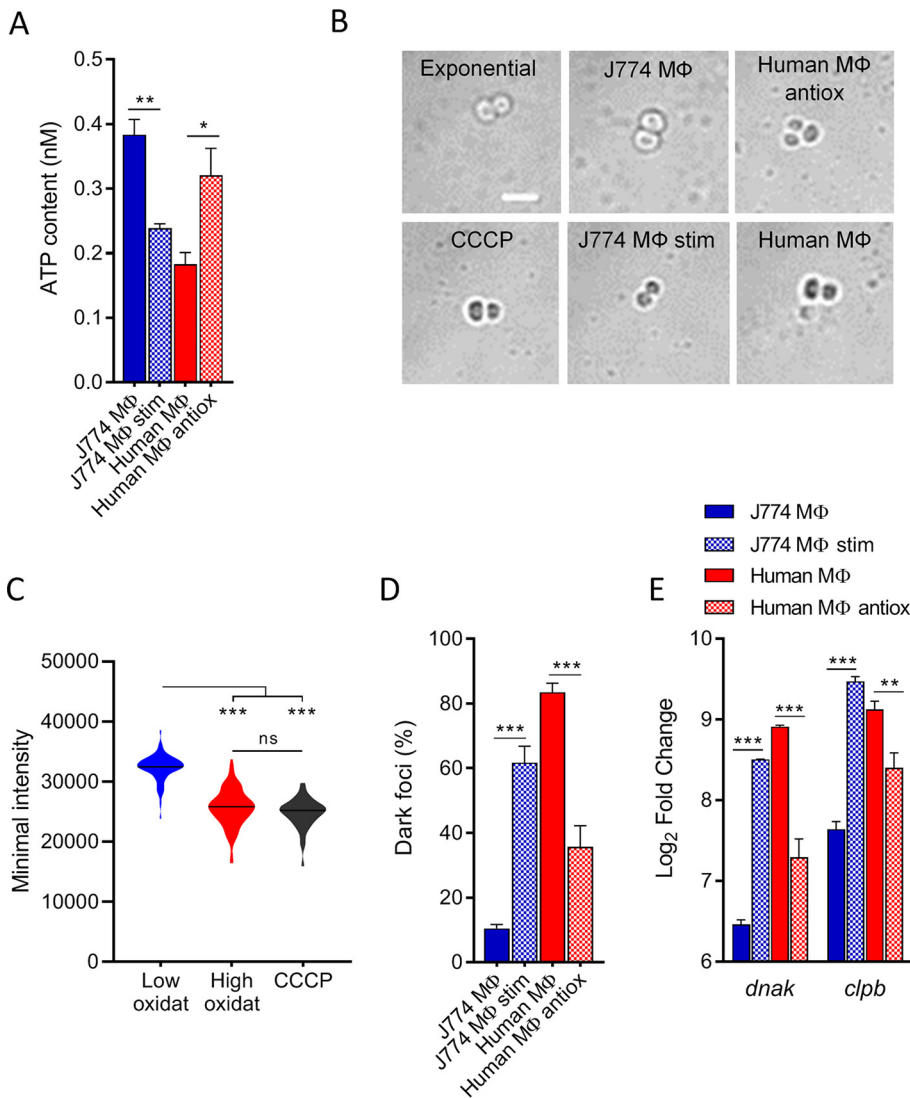 A
ATP content (nM)
0.5
0.4
0.3
0.2
0.1
0.0
**
*
J774 MΦ
J774 MΦ stim
Human MΦ
Human MΦ antiox
B
Exponential
J774 MΦ
Human MΦ
antiox
CCCP
J774 MΦ stim
Human MΦ
J774 MΦ
J774 MΦ stim
Human MΦ
Human MΦ antiox
C
Minimal intensity
50000
40000
30000
20000
10000
0
***
***
ns
Low
oxidat
High
oxidat
CCCP
D
Dark foci (%)
100
80
60
40
20
0
***
***
J774 MΦ
J774 MΦ stim
Human MΦ
Human MΦ antiox
E
Log2 Fold Change
10
9
8
7
6
***
***
***
**
dnak
clpb